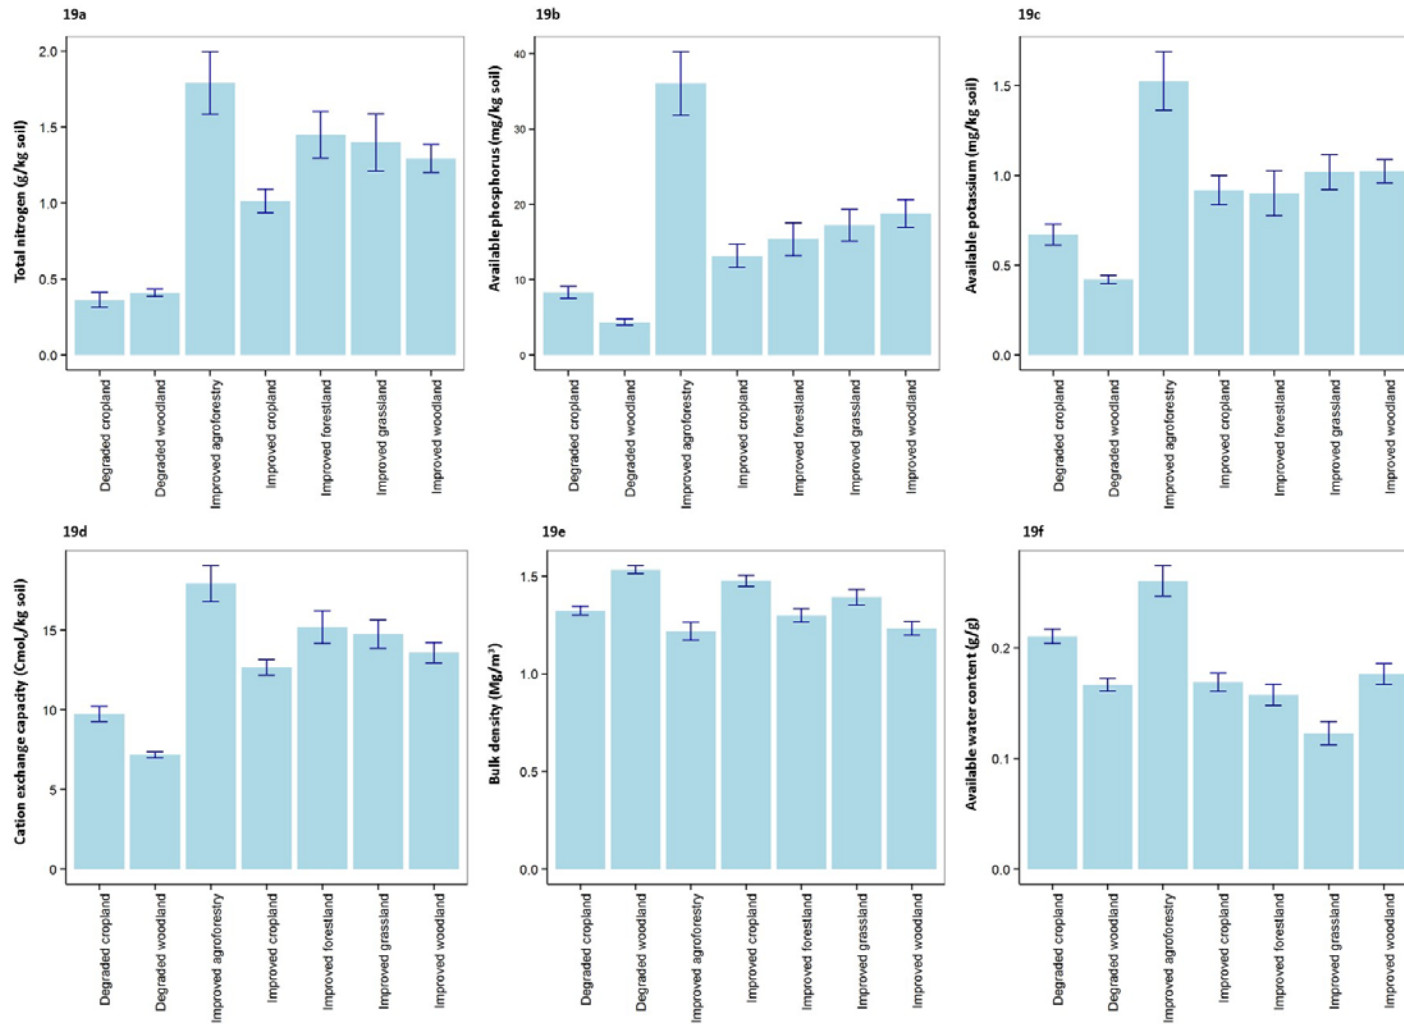 19a
Total nitrogen (g/kg soil)
2.0
1.5
1.0
0.5
0.0
Degraded cropland
Degraded woodland
Improved agroforestry
Improved cropland
Improved forestland
Improved grassland
Improved woodland
19b
Available phosphorus (mg/kg soil)
40
30
20
10
0
Degraded cropland
Degraded woodland
Improved agroforestry
Improved cropland
Improved forestland
Improved grassland
Improved woodland
19c
Available potassium (mg/kg soil)
1.5
1.0
0.5
0.0
Degraded cropland
Degraded woodland
Improved agroforestry
Improved cropland
Improved forestland
Improved grassland
Improved woodland
19d
Cation exchange capacity (Cmolc/kg soil)
15
10
5
0
Degraded cropland
Degraded woodland
Improved agroforestry
Improved cropland
Improved forestland
Improved grassland
Improved woodland
19e
Bulk density (Mg/m³)
1.5
1.0
0.5
0.0
Degraded cropland
Degraded woodland
Improved agroforestry
Improved cropland
Improved forestland
Improved grassland
Improved woodland
19f
Available water content (g/g)
0.2
0.1
0.0
Degraded cropland
Degraded woodland
Improved agroforestry
Improved cropland
Improved forestland
Improved grassland
Improved woodland